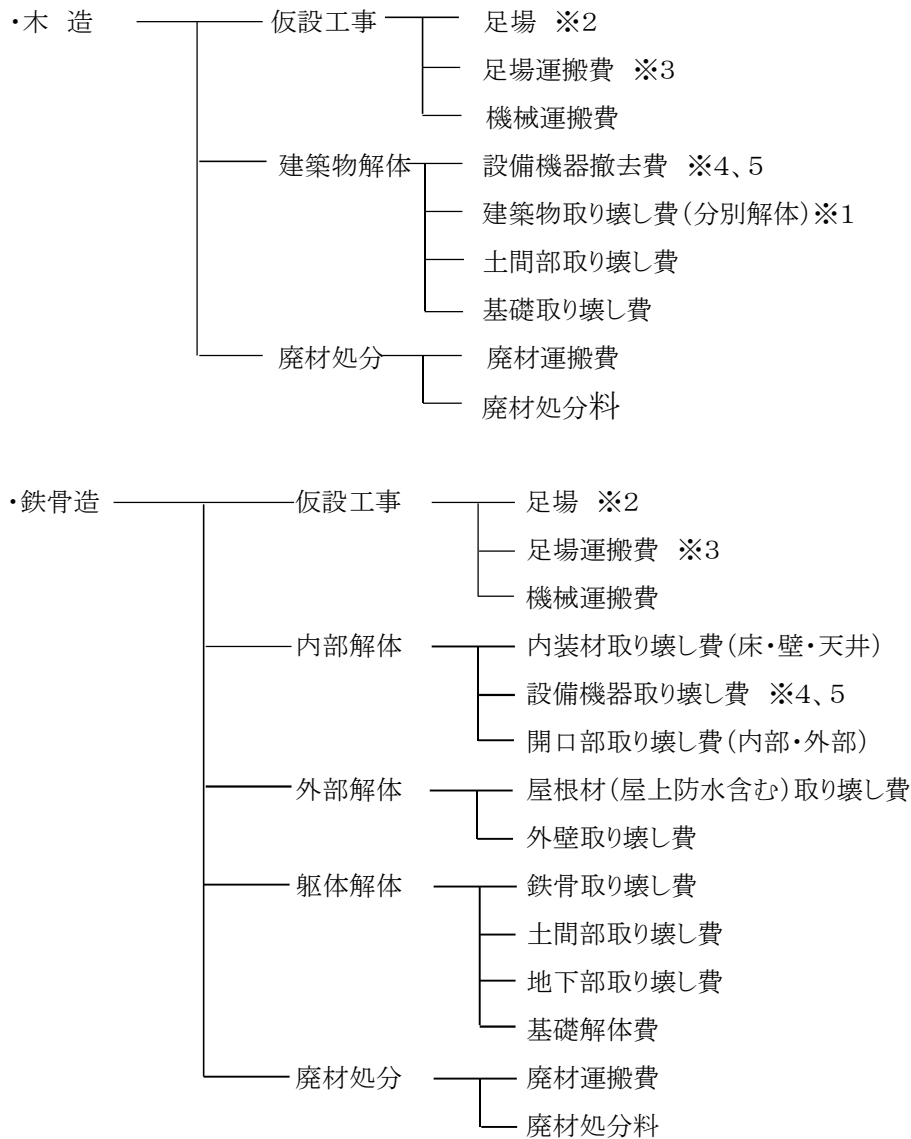 ・木 造 仮設工事 足場 ※2
足場運搬費 ※3
機械運搬費
建築物解体 設備機器撤去費 ※4、5
建築物取り壊し費(分別解体)※1
土間部取り壊し費
基礎取り壊し費
廃材処分 廃材運搬費
廃材処分料
・鉄骨造 仮設工事 足場 ※2
足場運搬費 ※3
機械運搬費
内部解体 内装材取り壊し費(床・壁・天井)
設備機器取り壊し費 ※4、5
開口部取り壊し費(内部・外部)
外部解体 屋根材(屋上防水含む)取り壊し費
外壁取り壊し費
躯体解体 鉄骨取り壊し費
土間部取り壊し費
地下部取り壊し費
基礎解体費
廃材処分 廃材運搬費
廃材処分料